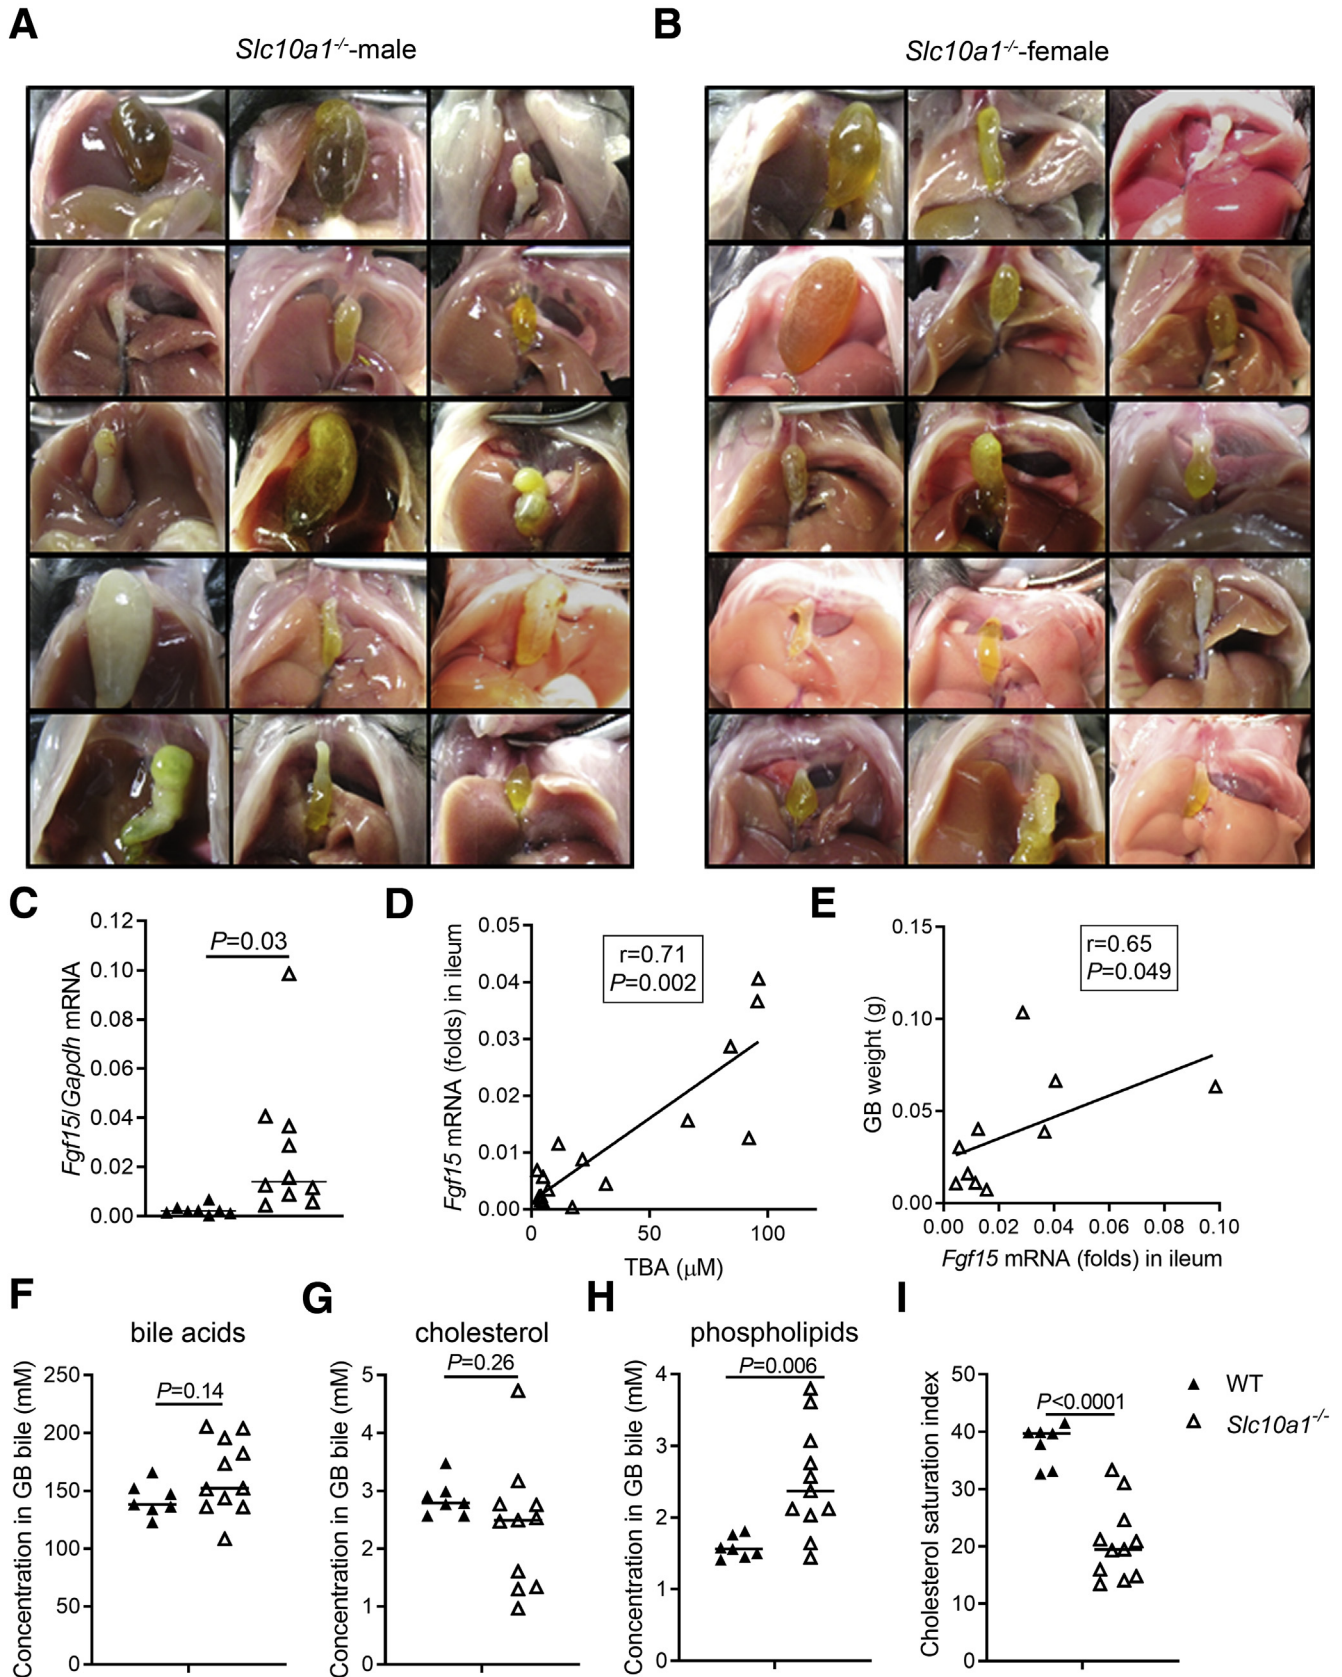 A
B
Slc10a1-/--male
Slc10a1-/--female
C
D
E
0.12
0.10
0.08
0.06
0.04
0.02
0.00
Fgf15/Gapdh mRNA
P=0.03
0.05
0.04
0.03
0.02
0.01
0.00
Fgf15 mRNA (folds) in ileum
r=0.71
P=0.002
0
50
100
TBA (μM)
0.15
0.10
0.05
0.00
GB weight (g)
r=0.65
P=0.049
0.00
0.02
0.04
0.06
0.08
0.10
Fgf15 mRNA (folds) in ileum
F
G
H
I
bile acids
250
200
150
100
50
0
Concentration in GB bile (mM)
P=0.14
cholesterol
5
4
3
2
1
0
Concentration in GB bile (mM)
P=0.26
phospholipids
4
3
2
1
0
Concentration in GB bile (mM)
P=0.006
50
40
30
20
10
0
Cholesterol saturation index
P<0.0001
WT
Slc10a1-/-